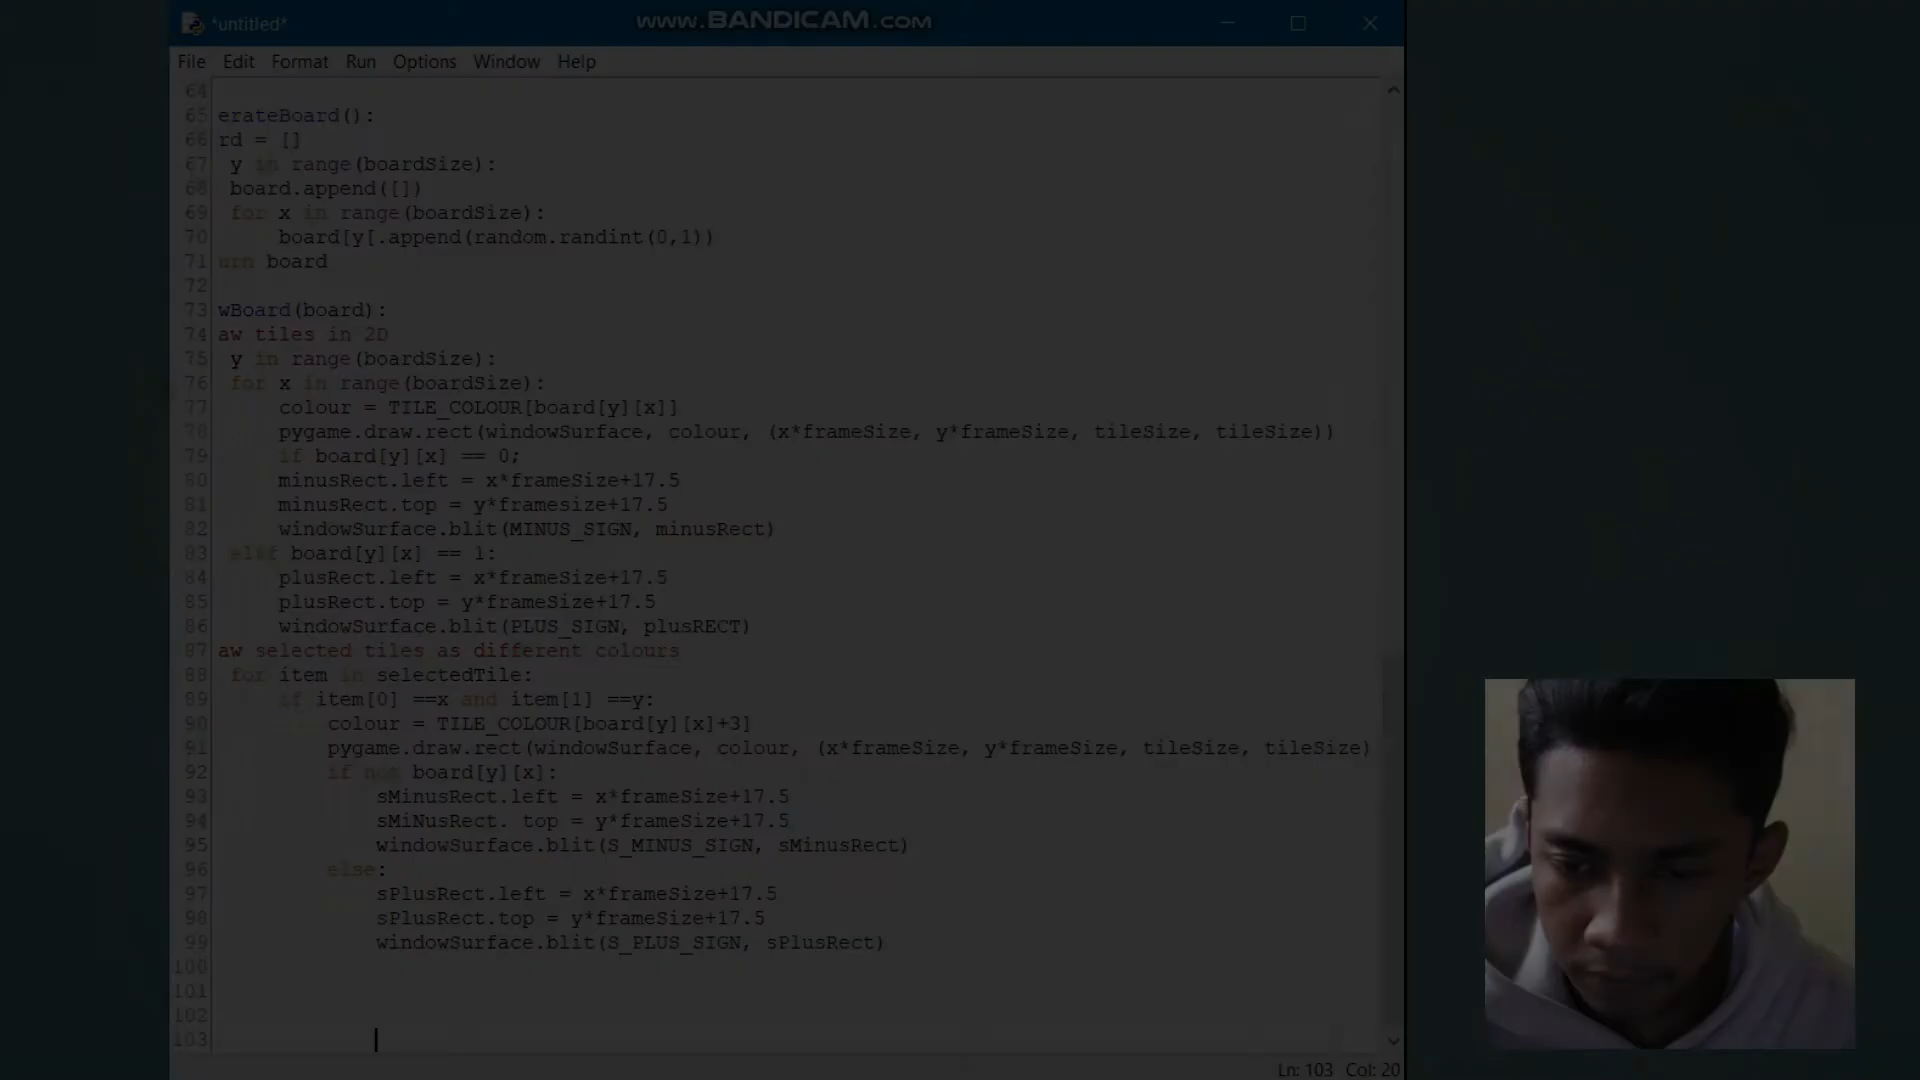 *untitled*
www.BANDICAM.com
File Edit Format Run Options Window Help
64
65 erateBoard():
66 rd = []
67 y in range(boardSize):
68 board.append([])
69 for x in range(boardSize):
70 board[y[.append(random.randint(0,1))
71 urn board
72
73 wBoard(board):
74 aw tiles in 2D
75 y in range(boardSize):
76 for x in range(boardSize):
77 colour = TILE_COLOUR[board[y][x]]
78 pygame.draw.rect(windowSurface, colour, (x*frameSize, y*frameSize, tileSize, tileSize))
79 if board[y][x] == 0;
80 minusRect.left = x*frameSize+17.5
81 minusRect.top = y*framesize+17.5
82 windowSurface.blit(MINUS_SIGN, minusRect)
83 elif board[y][x] == 1:
84 plusRect.left = x*frameSize+17.5
85 plusRect.top = y*frameSize+17.5
86 windowSurface.blit(PLUS_SIGN, plusRECT)
87 aw selected tiles as different colours
88 for item in selectedTile:
89 if item[0] ==x and item[1] ==y:
90 colour = TILE_COLOUR[board[y][x]+3]
91 pygame.draw.rect(windowSurface, colour, (x*frameSize, y*frameSize, tileSize, tileSize)
92 if not board[y][x]:
93 sMinusRect.left = x*frameSize+17.5
94 sMiNusRect. top = y*frameSize+17.5
95 windowSurface.blit(S_MINUS_SIGN, sMinusRect)
96 else:
97 sPlusRect.left = x*frameSize+17.5
98 sPlusRect.top = y*frameSize+17.5
99 windowSurface.blit(S_PLUS_SIGN, sPlusRect)
100
101
102
103
Ln: 103 Col: 20